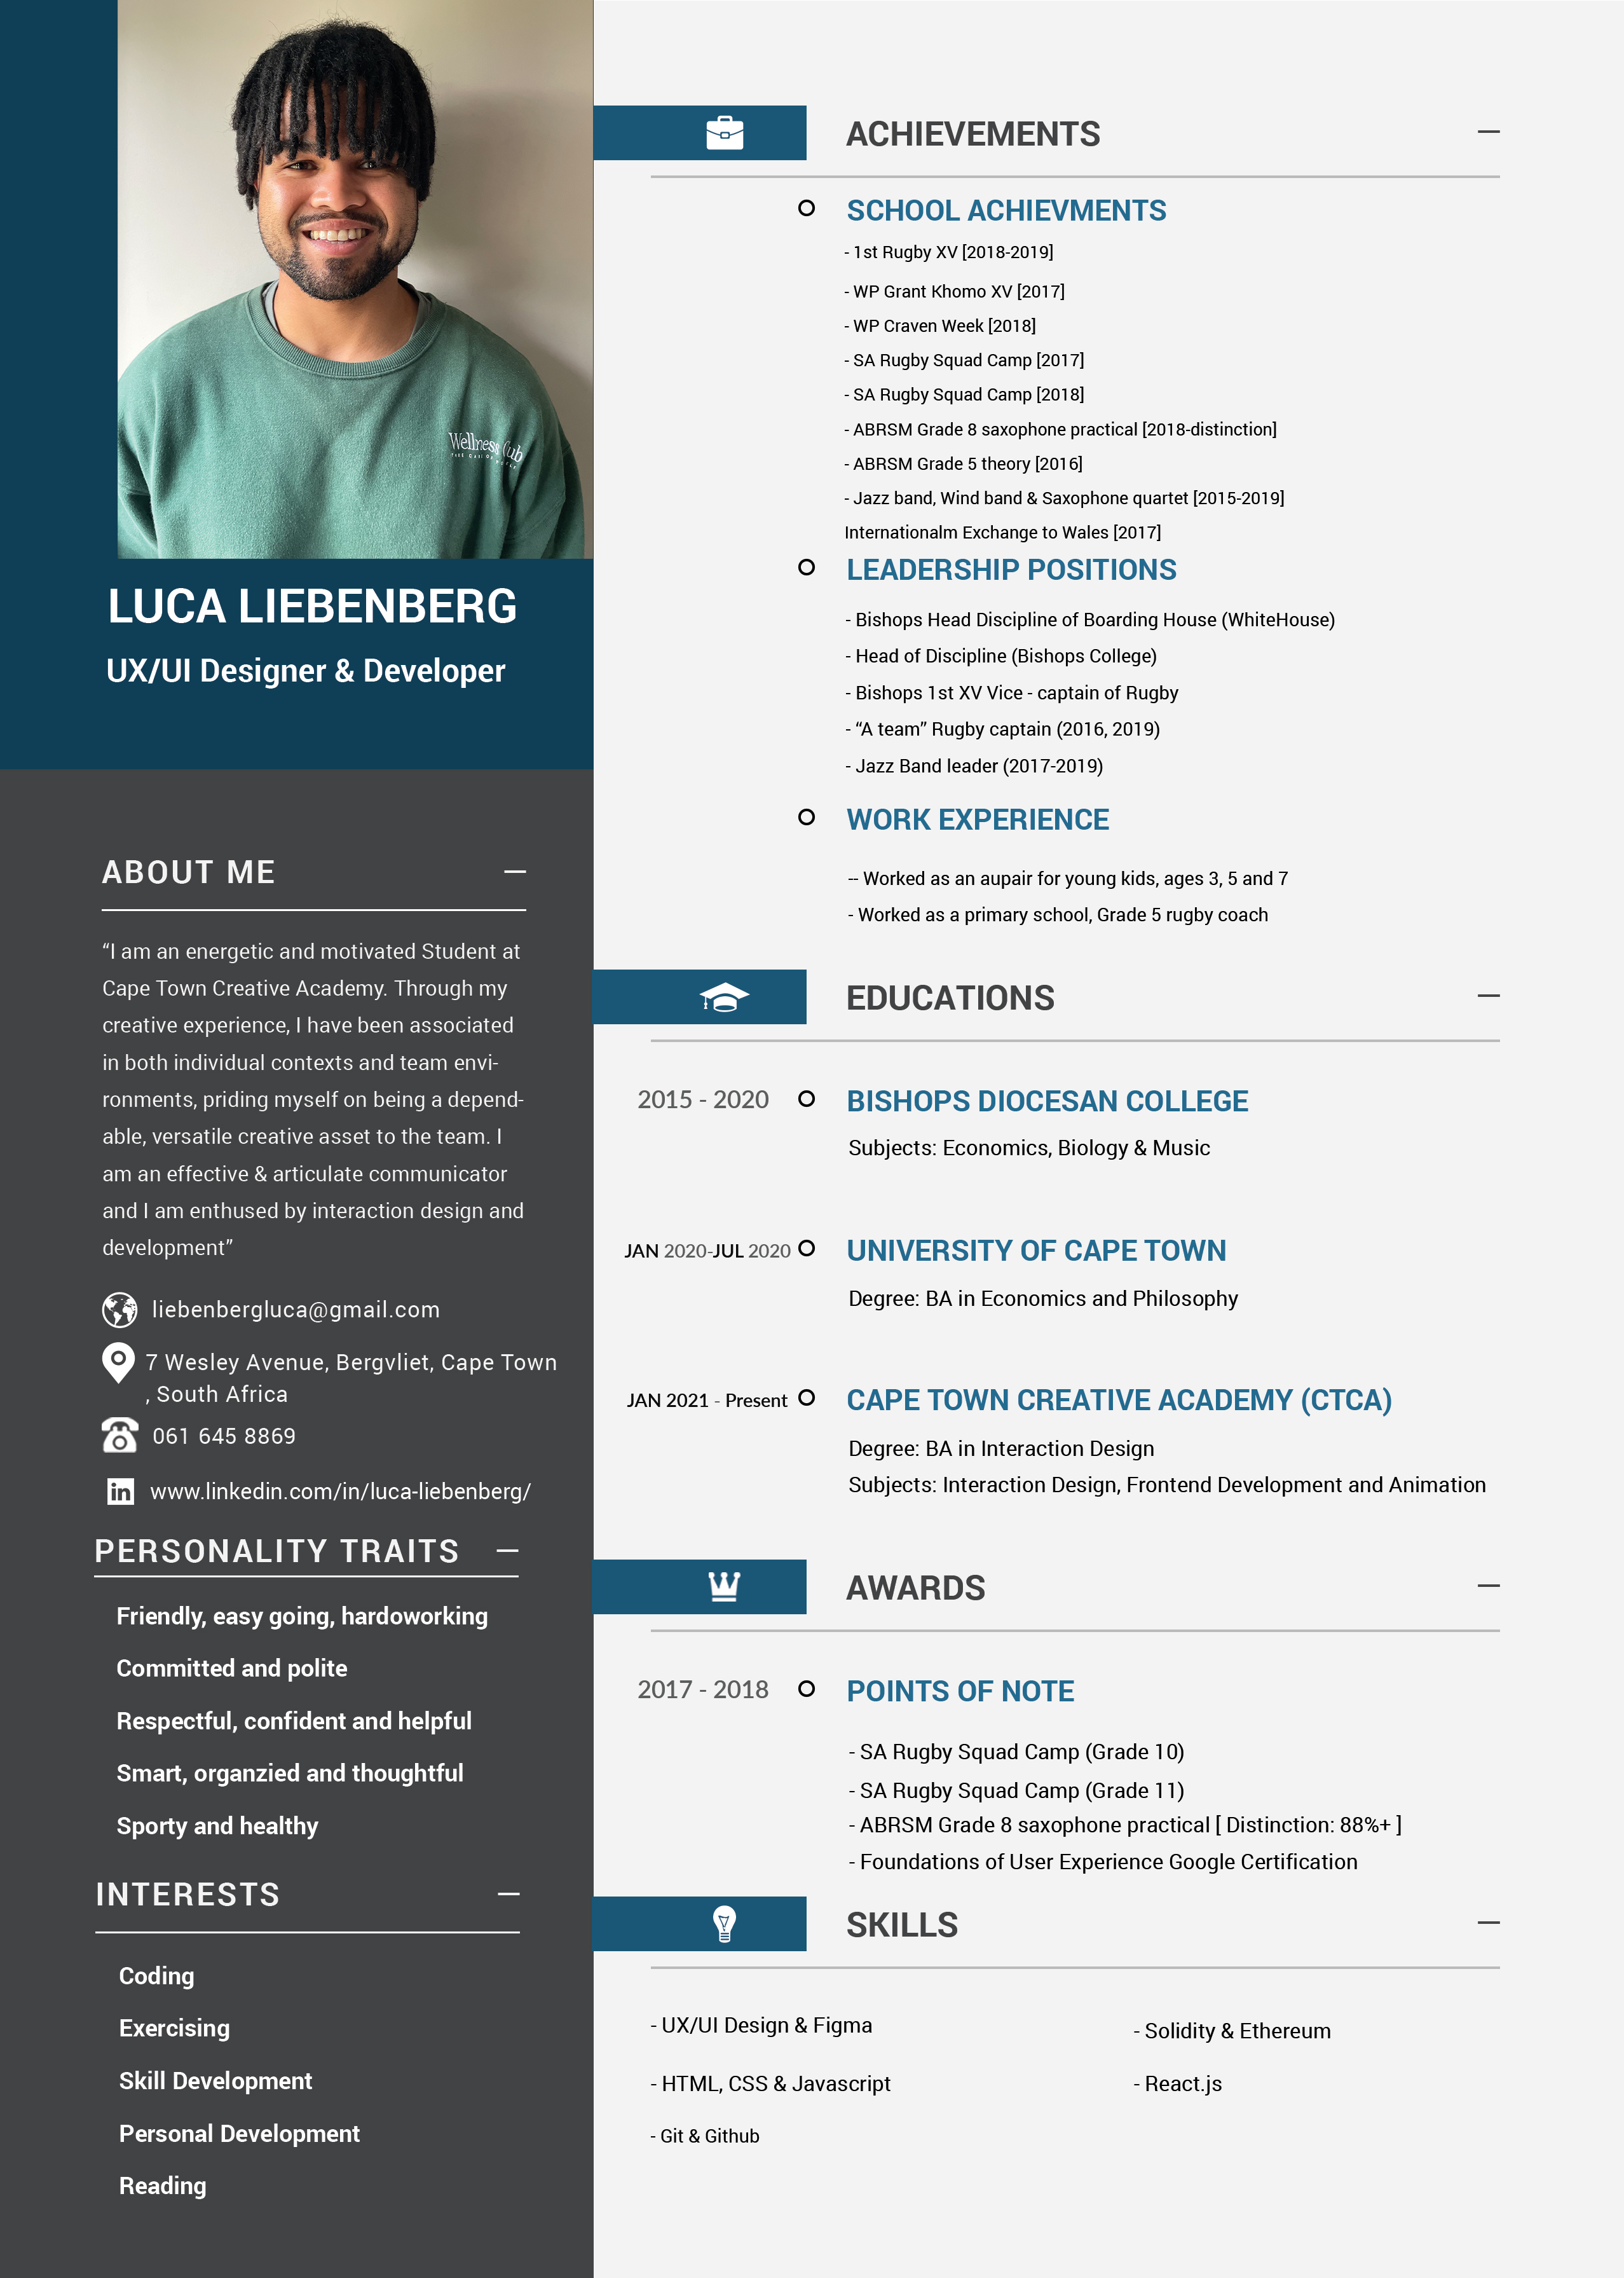 LUCA LIEBENBERG
UX/UI Designer & Developer
ABOUT ME
“I am an energetic and motivated Student at
Cape Town Creative Academy. Through my
creative experience, I have been associated
in both individual contexts and team envi-
ronments, priding myself on being a depend-
able, versatile creative asset to the team. I
am an effective & articulate communicator
and I am enthused by interaction design and
development”
liebenbergluca@gmail.com
7 Wesley Avenue, Bergvliet, Cape Town
, South Africa
061 645 8869
in www.linkedin.com/in/luca-liebenberg/
PERSONALITY TRAITS
Friendly, easy going, hardoworking
Committed and polite
Respectful, confident and helpful
Smart, organzied and thoughtful
Sporty and healthy
INTERESTS
Coding
Exercising
Skill Development
Personal Development
Reading
ACHIEVEMENTS
SCHOOL ACHIEVMENTS
- 1st Rugby XV [2018-2019]
- WP Grant Khomo XV [2017]
- WP Craven Week [2018]
- SA Rugby Squad Camp [2017]
- SA Rugby Squad Camp [2018]
- ABRSM Grade 8 saxophone practical [2018-distinction]
- ABRSM Grade 5 theory [2016]
- Jazz band, Wind band & Saxophone quartet [2015-2019]
Internationalm Exchange to Wales [2017]
LEADERSHIP POSITIONS
- Bishops Head Discipline of Boarding House (WhiteHouse)
- Head of Discipline (Bishops College)
- Bishops 1st XV Vice - captain of Rugby
- “A team” Rugby captain (2016, 2019)
- Jazz Band leader (2017-2019)
WORK EXPERIENCE
-- Worked as an aupair for young kids, ages 3, 5 and 7
- Worked as a primary school, Grade 5 rugby coach
EDUCATIONS
2015 - 2020 BISHOPS DIOCESAN COLLEGE
Subjects: Economics, Biology & Music
JAN 2020-JUL 2020 UNIVERSITY OF CAPE TOWN
Degree: BA in Economics and Philosophy
JAN 2021 - Present CAPE TOWN CREATIVE ACADEMY (CTCA)
Degree: BA in Interaction Design
Subjects: Interaction Design, Frontend Development and Animation
AWARDS
2017 - 2018 POINTS OF NOTE
- SA Rugby Squad Camp (Grade 10)
- SA Rugby Squad Camp (Grade 11)
- ABRSM Grade 8 saxophone practical [ Distinction: 88%+ ]
- Foundations of User Experience Google Certification
SKILLS
- UX/UI Design & Figma
- HTML, CSS & Javascript
- Git & Github
- Solidity & Ethereum
- React.js
Wellness